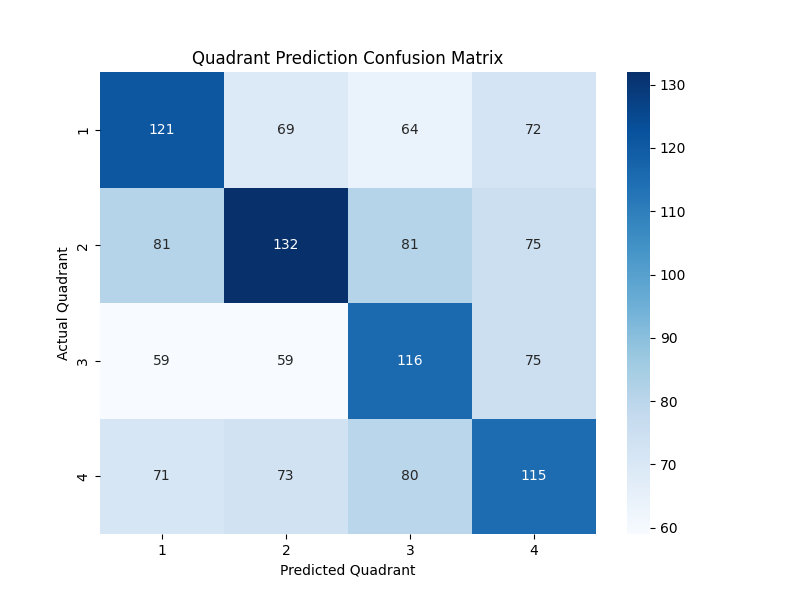 Quadrant Prediction Confusion Matrix
Actual Quadrant
1 121 69 64 72
2 81 132 81 75
3 59 59 116 75
4 71 73 80 115
1 2 3 4
Predicted Quadrant
130
120
110
100
90
80
70
60